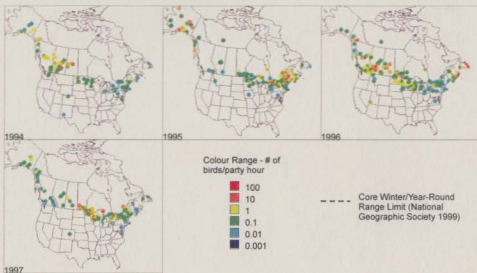 1994
1995
1996
1997
Colour Range - # of
birds/party hour
100
10
1
0.1
0.01
0.001
Core Winter/Year-Round
Range Limit (National
Geographic Society 1999)